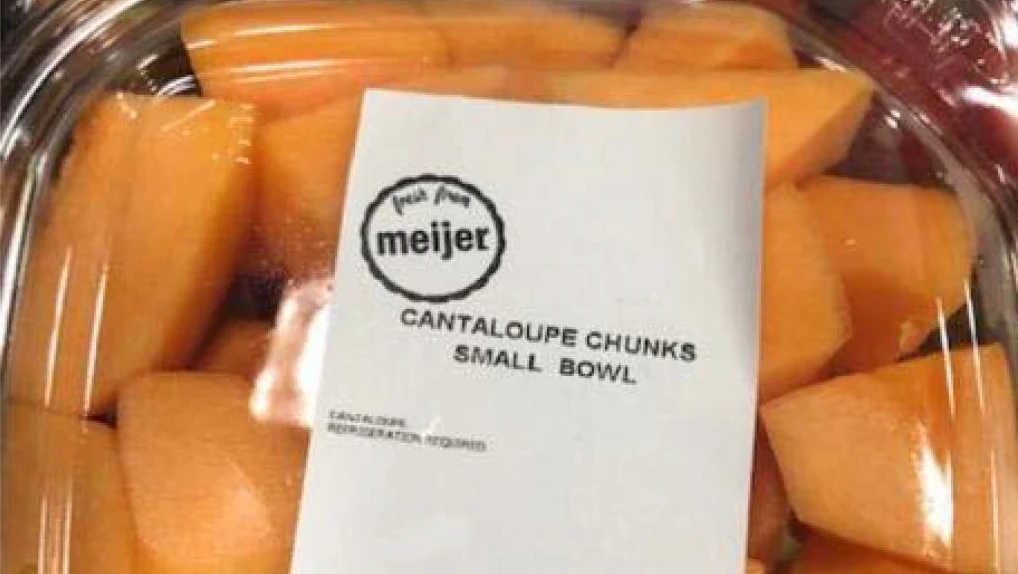 fresh from
meijer
CANTALOUPE CHUNKS
SMALL BOWL
CANTALOUPE
REFRIGERATION REQUIRED